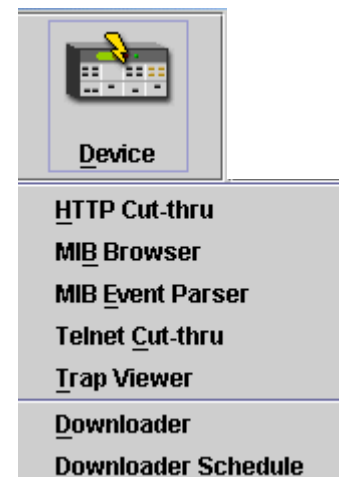 Device
HTTP Cut-thru
MIB Browser
MIB Event Parser
Telnet Cut-thru
Trap Viewer
Downloader
Downloader Schedule